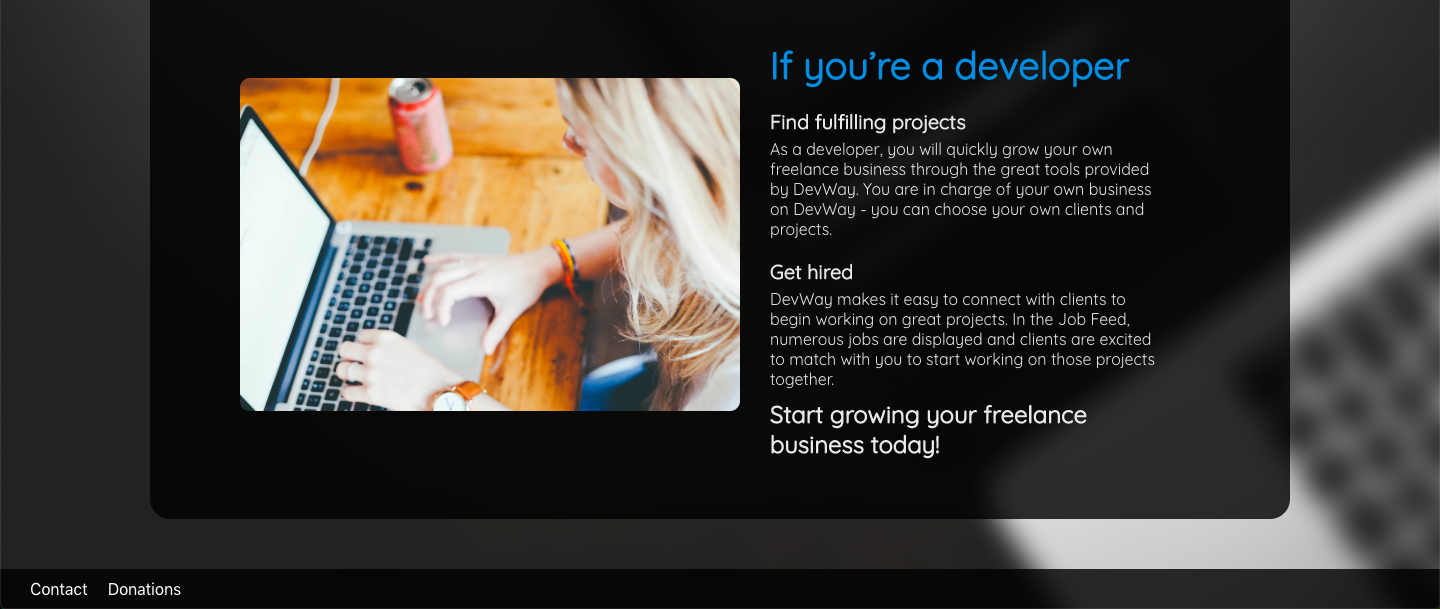 If you’re a developer
Find fulfilling projects
As a developer, you will quickly grow your own
freelance business through the great tools provided
by DevWay. You are in charge of your own business
on DevWay - you can choose your own clients and
projects.
Get hired
DevWay makes it easy to connect with clients to
begin working on great projects. In the Job Feed,
numerous jobs are displayed and clients are excited
to match with you to start working on those projects
together.
Start growing your freelance
business today!
Contact Donations